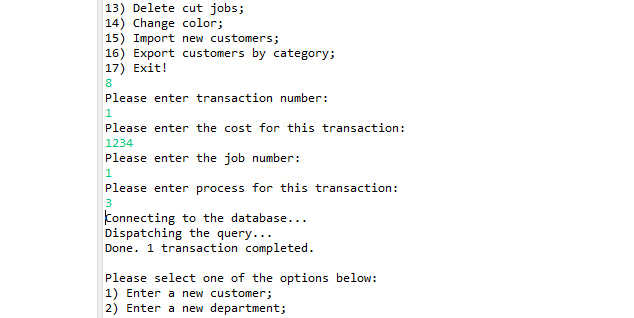 13) Delete cut jobs;
14) Change color;
15) Import new customers;
16) Export customers by category;
17) Exit!
8
Please enter transaction number:
1
Please enter the cost for this transaction:
1234
Please enter the job number:
1
Please enter process for this transaction:
3
Connecting to the database...
Dispatching the query...
Done. 1 transaction completed.
Please select one of the options below:
1) Enter a new customer;
2) Enter a new department;